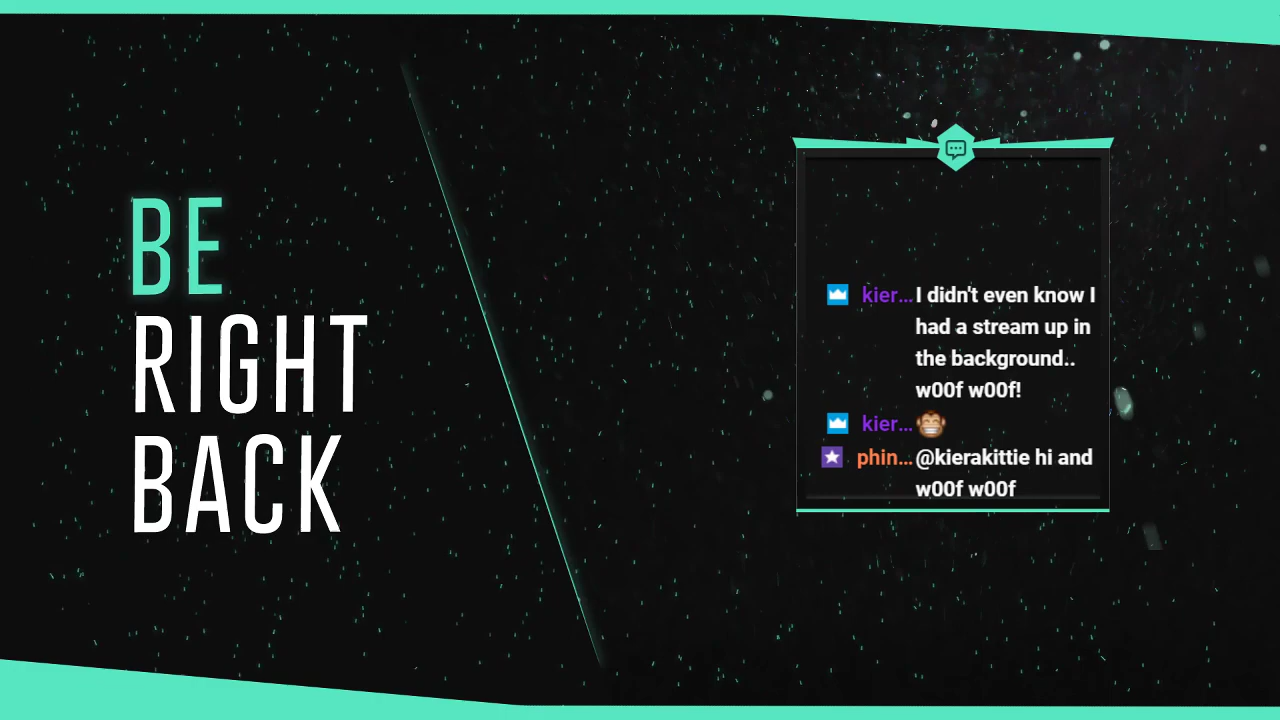 BE
RIGHT
BACK
kier... I didn't even know I
had a stream up in
the background..
w00f w00f!
kier...
phin... @kierakittie hi and
w00f w00f